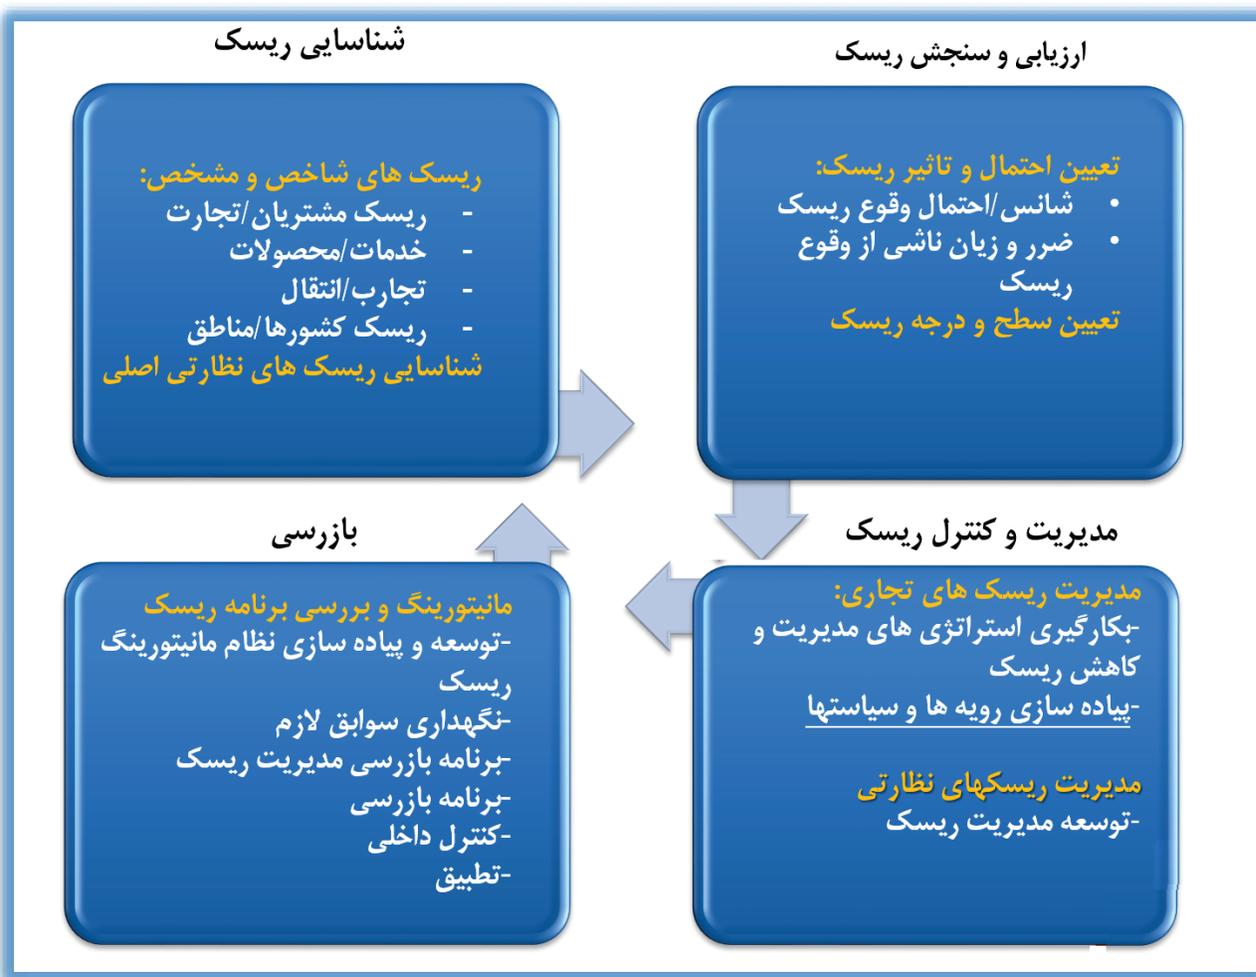 شناسایی ریسک
ریسک های شاخص و مشخص:
- ریسک مشتریان/تجارت
- خدمات/محصولات
- تجارب/انتقال
- ریسک کشورها/مناطق
شناسایی ریسک های نظارتی اصلی
ارزیابی و سنجش ریسک
تعیین احتمال و تاثیر ریسک:
• شانس/احتمال وقوع ریسک
• ضرر و زیان ناشی از وقوع
ریسک
تعیین سطح و درجه ریسک
مدیریت و کنترل ریسک
مدیریت ریسک های تجاری:
-بکارگیری استراتژی های مدیریت و
کاهش ریسک
-پیاده سازی رویه ها و سیاستها
مدیریت ریسکهای نظارتی
-توسعه مدیریت ریسک
بازرسی
مانیتورینگ و بررسی برنامه ریسک
-توسعه و پیاده سازی نظام مانیتورینگ
ریسک
-نگهداری سوابق لازم
-برنامه بازرسی مدیریت ریسک
-برنامه بازرسی
-کنترل داخلی
-تطبیق